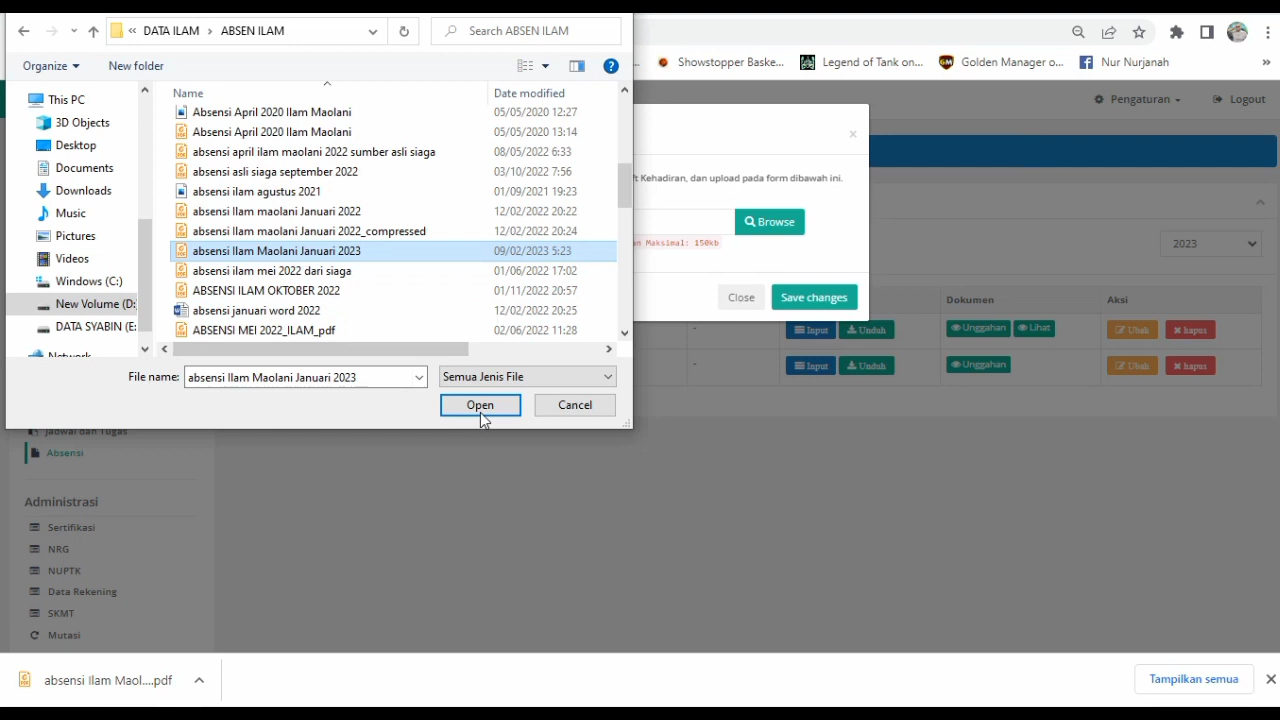 « DATA ILAM › ABSEN ILAM
Search ABSEN ILAM
Organize
New folder
?
Showstopper Baske...
Legend of Tank on...
Golden Manager o...
Nur Nurjanah
»
Name
Date modified
This PC
3D Objects
Desktop
Documents
Downloads
Music
Pictures
Videos
Windows (C:)
New Volume (D:
DATA SYABIN (E:
Network
Absensi April 2020 Ilam Maolani 05/05/2020 12:27
Absensi April 2020 Ilam Maolani 05/05/2020 13:14
absensi april ilam maolani 2022 sumber asli siaga 08/05/2022 6:33
absensi asli siaga september 2022 03/10/2022 7:56
absensi ilam agustus 2021 01/09/2021 19:23
absensi Ilam maolani Januari 2022 12/02/2022 20:22
absensi Ilam maolani Januari 2022_compressed 12/02/2022 20:24
absensi Ilam Maolani Januari 2023 09/02/2023 5:23
absensi ilam mei 2022 dari siaga 01/06/2022 17:02
ABSENSI ILAM OKTOBER 2022 01/11/2022 20:57
absensi januari word 2022 12/02/2022 20:25
ABSENSI MEI 2022_ILAM_pdf 02/06/2022 11:28
File name: absensi Ilam Maolani Januari 2023
Semua Jenis File
Open
Cancel
Pengaturan
Logout
×
ft Kehadiran, dan upload pada form dibawah ini.
Browse
an Maksimal: 150kb
Close
Save changes
2023
Dokumen
Aksi
-
Input
Unduh
Unggahan
Lihat
Ubah
hapus
-
Input
Unduh
Unggahan
Ubah
hapus
Jadwal dan Tugas
Absensi
Administrasi
Sertifikasi
NRG
NUPTK
Data Rekening
SKMT
Mutasi
absensi Ilam Maol....pdf
Tampilkan semua